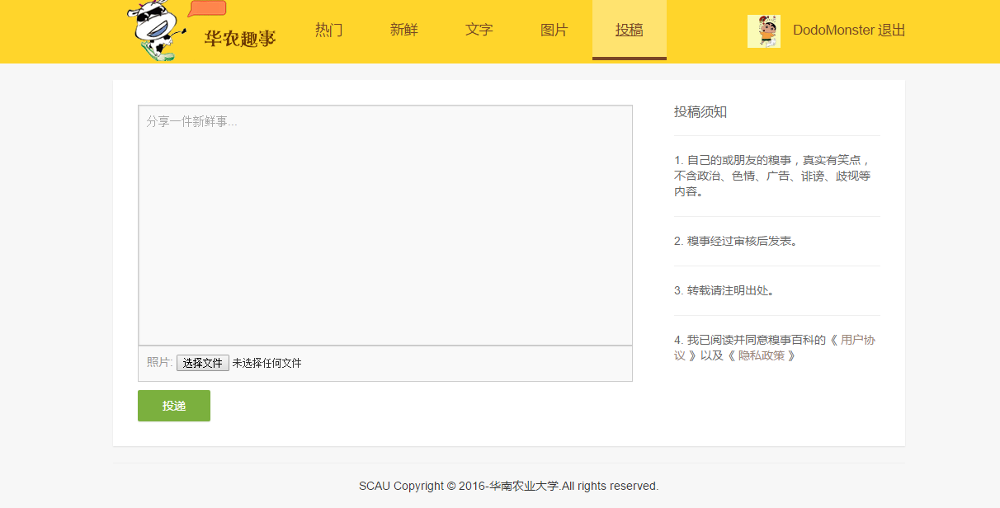 华农趣事
热门
新鲜
文字
图片
投稿
DodoMonster 退出
分享一件新鲜事...
照片: 选择文件 未选择任何文件
投递
投稿须知
1. 自己的或朋友的糗事，真实有笑点，
不含政治、色情、广告、诽谤、歧视等
内容。
2. 糗事经过审核后发表。
3. 转载请注明出处。
4. 我已阅读并同意糗事百科的《 用户协
议 》以及《 隐私政策 》
SCAU Copyright © 2016-华南农业大学.All rights reserved.